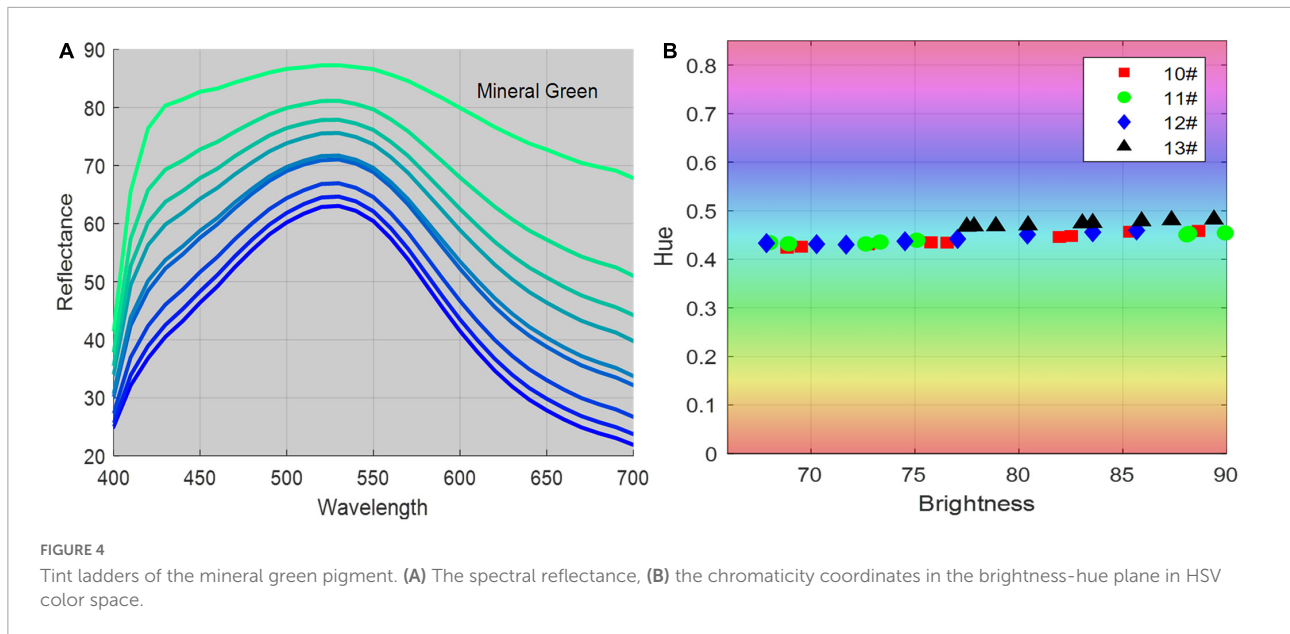 A
90
80
70
60
50
40
30
20
Reflectance
Mineral Green
400 450 500 550 600 650 700
Wavelength
B
0.8
0.7
0.6
0.5
0.4
0.3
0.2
0.1
0
Hue
10#
11#
12#
13#
70 75 80 85 90
Brightness
FIGURE 4
Tint ladders of the mineral green pigment. (A) The spectral reflectance, (B) the chromaticity coordinates in the brightness-hue plane in HSV
color space.